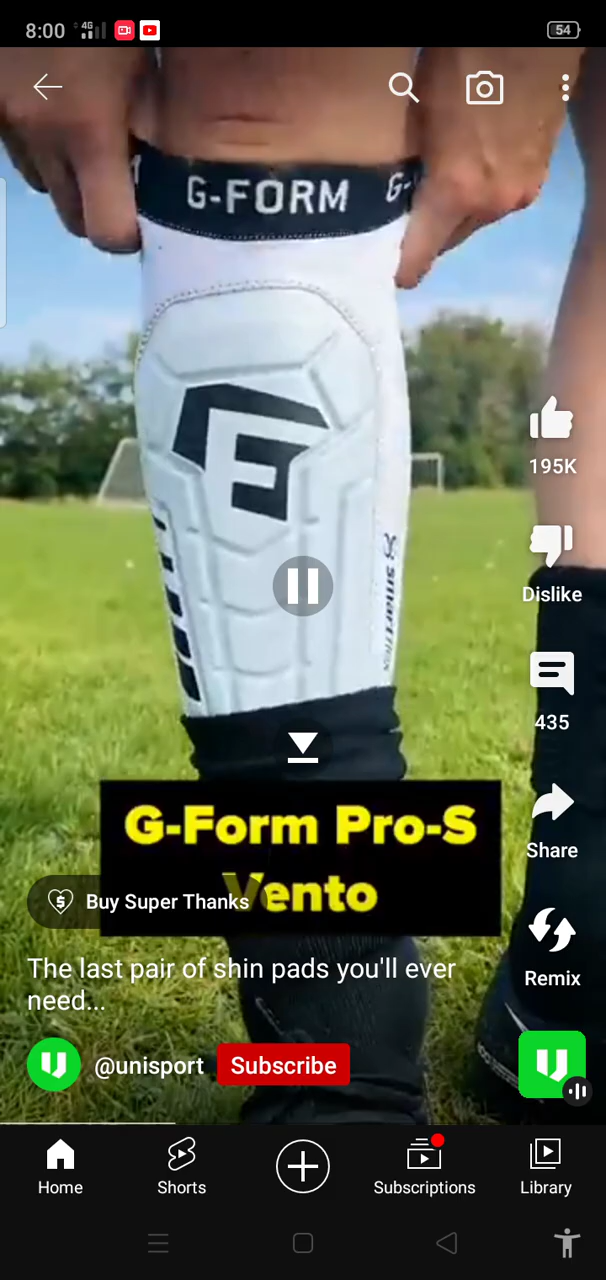 8:00 4G 54
G-FORM G-
195K
smartflex
Dislike
435
G-Form Pro-S
Vento
Share
Buy Super Thanks
The last pair of shin pads you'll ever
need...
Remix
@unisport Subscribe
Home Shorts Subscriptions Library